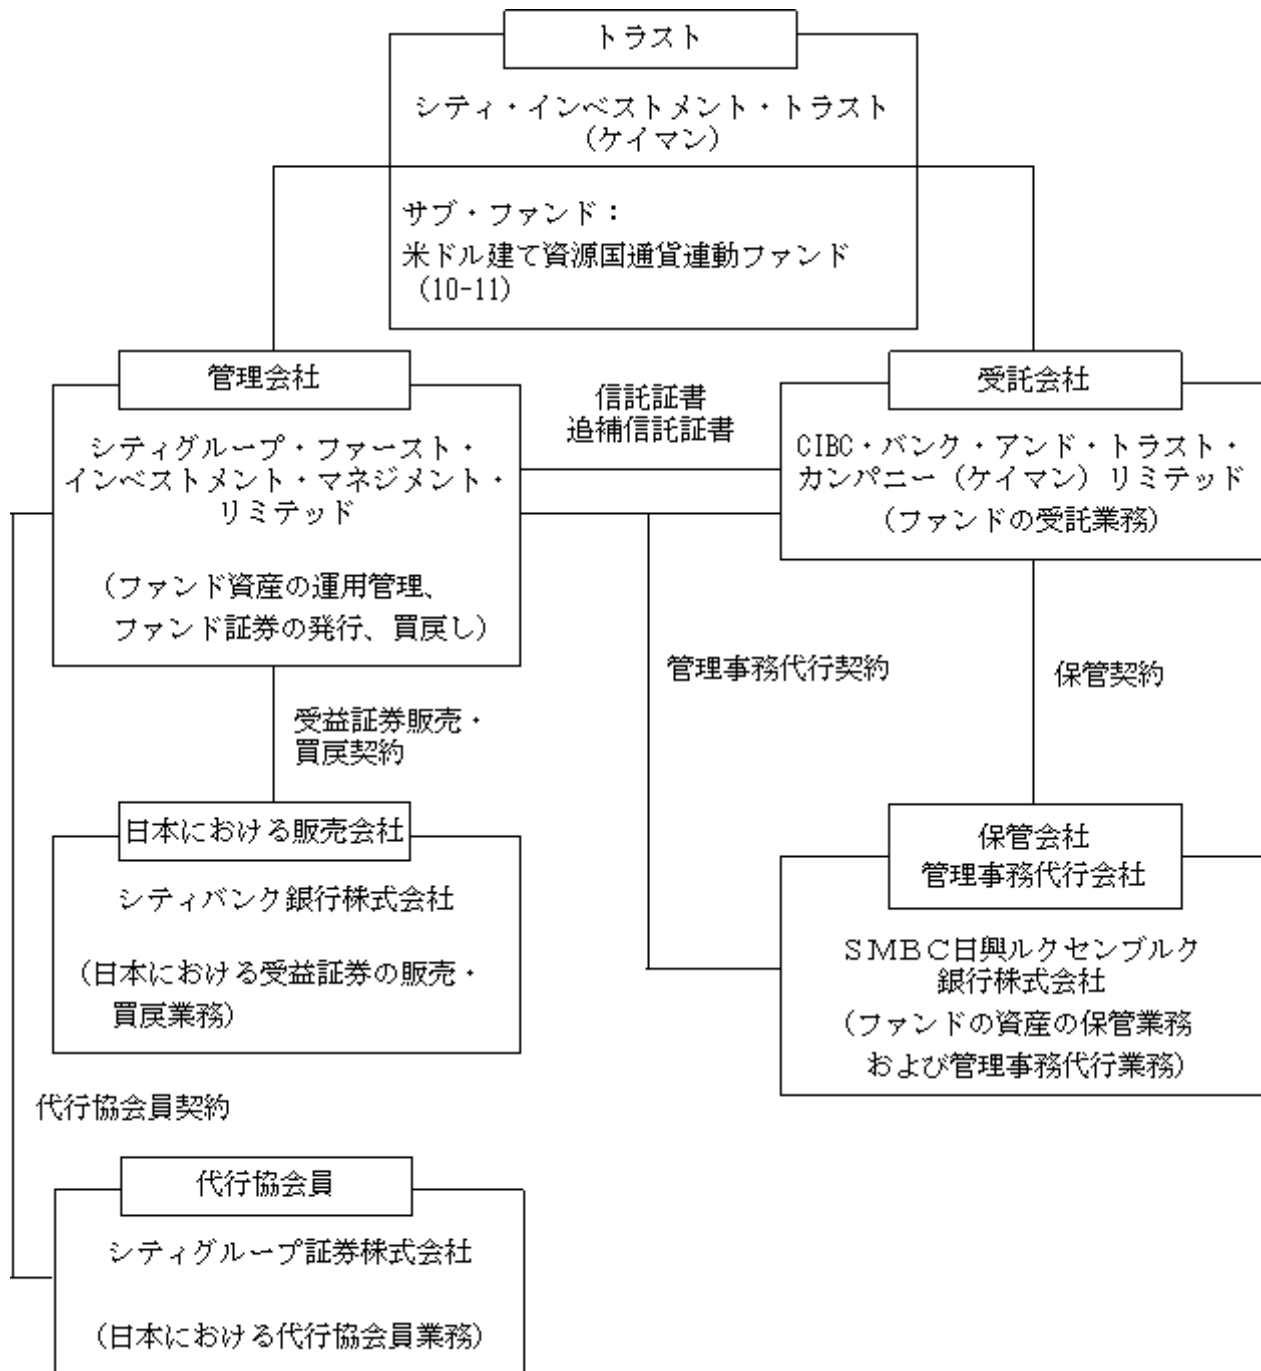 トラスト
シティ・インベストメント・トラスト
(ケイマン)
サブ・ファンド：
米ドル建て資源国通貨連動ファンド
(10-11)
管理会社
シティグループ・ファースト・
インベストメント・マネジメント・
リミテッド
(ファンド資産の運用管理、
ファンド証券の発行、買戻し)
信託証書
追補信託証書
受託会社
CIBC・バンク・アンド・トラスト・
カンパニー (ケイマン) リミテッド
(ファンドの受託業務)
管理事務代行契約
保管契約
受益証券販売・
買戻契約
日本における販売会社
シティバンク銀行株式会社
(日本における受益証券の販売・
買戻業務)
保管会社
管理事務代行会社
ＳＭＢＣ日興ルクセンブルク
銀行株式会社
(ファンドの資産の保管業務
および管理事務代行業務)
代行協会員契約
代行協会員
シティグループ証券株式会社
(日本における代行協会員業務)